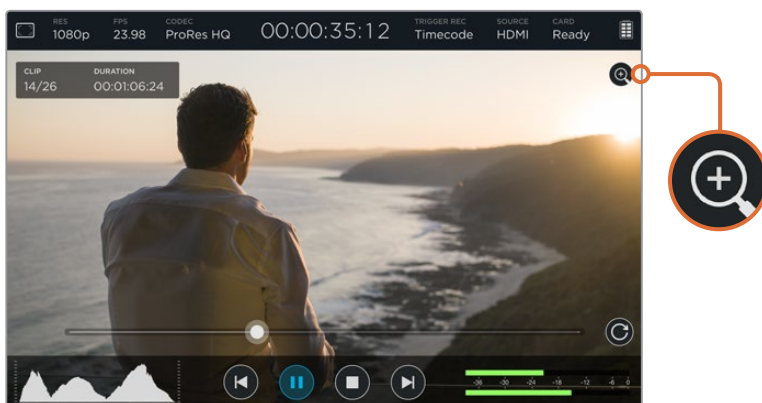 RES FPS CODEC TRIGGER REC SOURCE CARD
1080p 23.98 ProRes HQ 00:00:35:12 Timecode HDMI Ready
CLIP DURATION
14/26 00:01:06:24
-36 -30 -24 -18 -12 -6 0